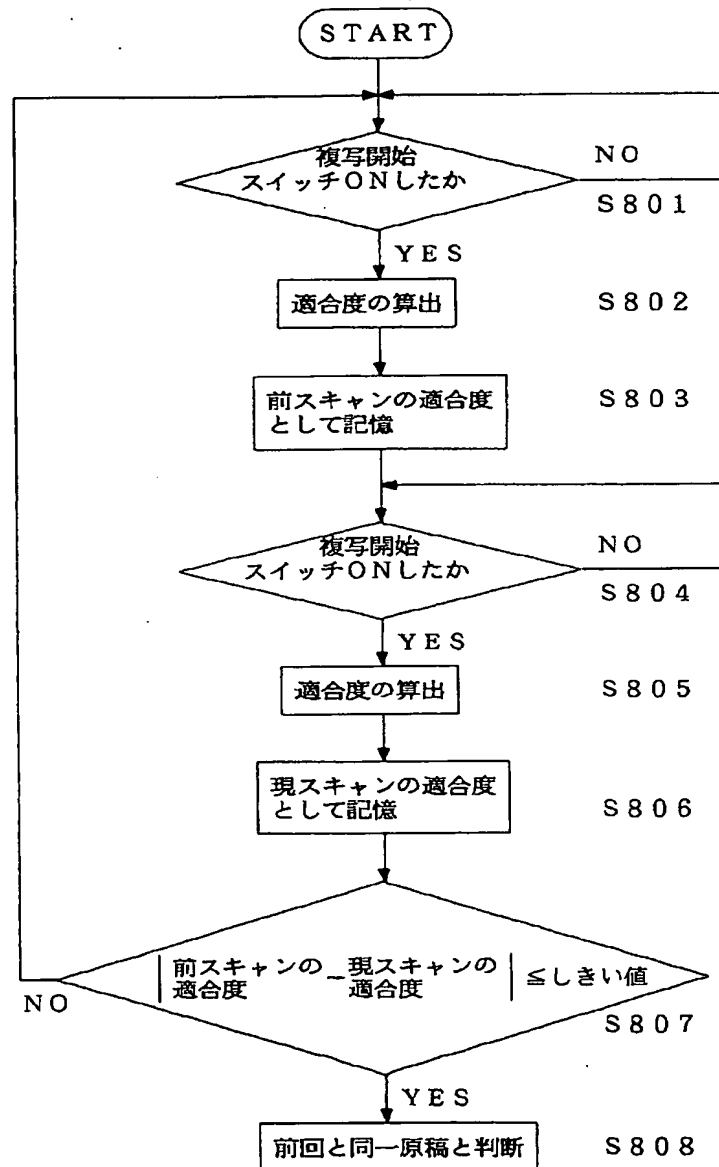 START
複写開始
スイッチONしたか
NO
S801
YES
適合度の算出
S802
前スキャンの適合度
として記憶
S803
複写開始
スイッチONしたか
NO
S804
YES
適合度の算出
S805
現スキャンの適合度
として記憶
S806
|前スキャンの適合度−現スキャンの適合度|≦しきい値
NO
S807
YES
前回と同一原稿と判断
S808